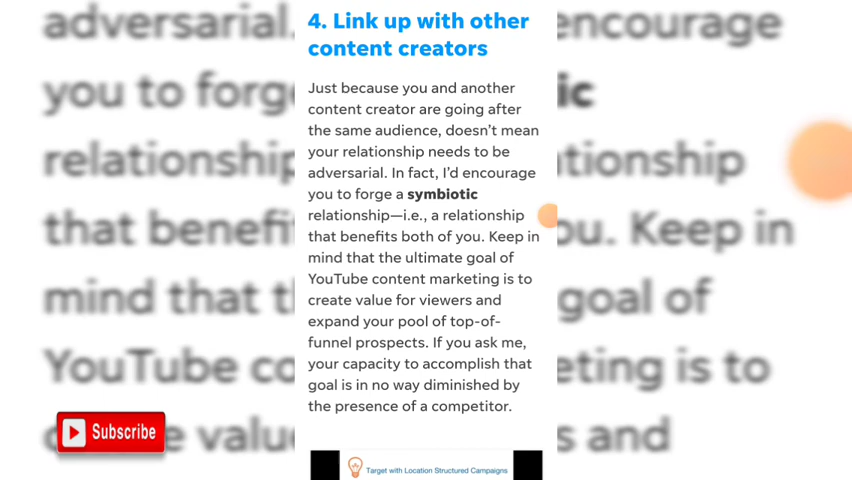 4. Link up with other
content creators
Just because you and another
content creator are going after
the same audience, doesn't mean
your relationship needs to be
adversarial. In fact, I'd encourage
you to forge a symbiotic
relationship—i.e., a relationship
that benefits both of you. Keep in
mind that the ultimate goal of
YouTube content marketing is to
create value for viewers and
expand your pool of top-of-
funnel prospects. If you ask me,
your capacity to accomplish that
goal is in no way diminished by
the presence of a competitor.
Subscribe
Target with Location Structured Campaigns